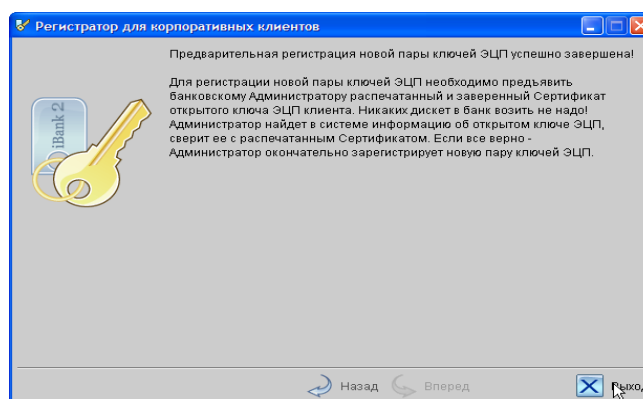 Регистратор для корпоративных клиентов
Предварительная регистрация новой пары ключей ЭЦП успешно завершена!
Для регистрации новой пары ключей ЭЦП необходимо предъявить
банковскому Администратору распечатанный и заверенный Сертификат
открытого ключа ЭЦП клиента. Никаких дискет в банк возить не надо!
Администратор найдет в системе информацию об открытом ключе ЭЦП,
сверит ее с распечатанным Сертификатом. Если все верно -
Администратор окончательно зарегистрирует новую пару ключей ЭЦП.
iBank 2
Назад Вперед Выход